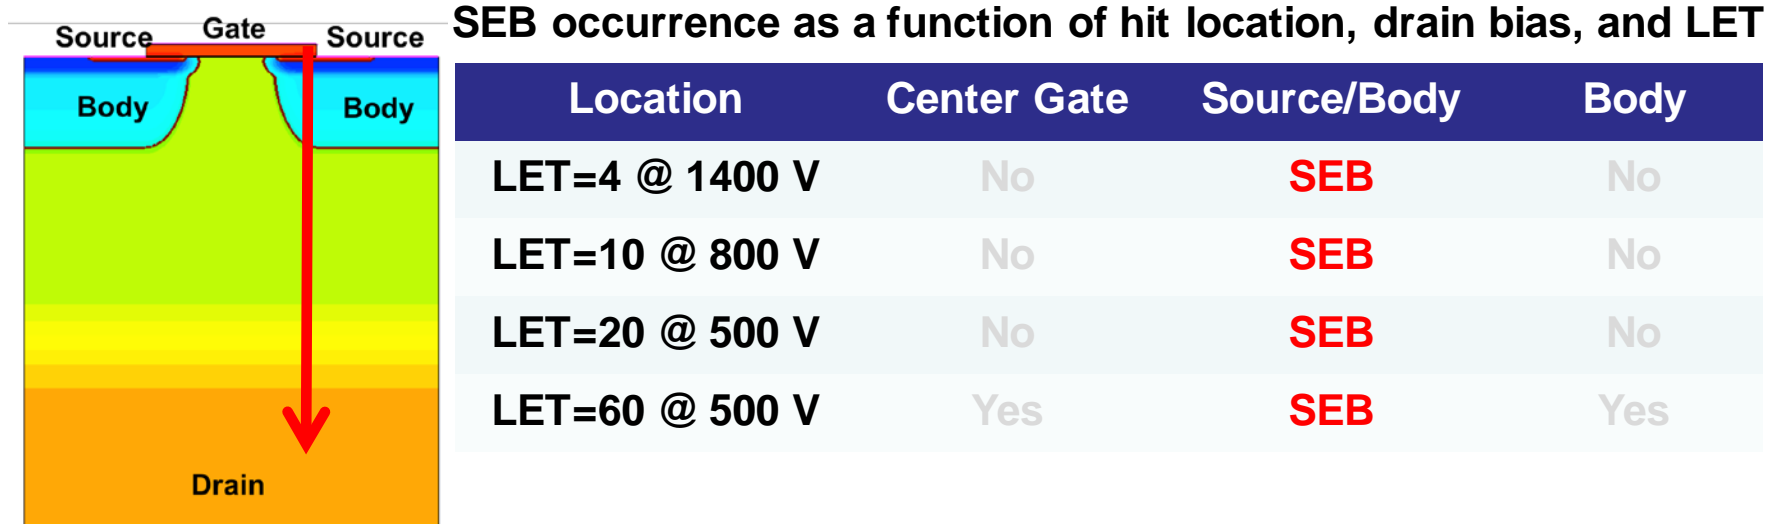 SEB occurrence as a function of hit location, drain bias, and LET
Source Gate Source
Body Body
Drain
Location Center Gate Source/Body Body
LET=4 @ 1400 V No SEB No
LET=10 @ 800 V No SEB No
LET=20 @ 500 V No SEB No
LET=60 @ 500 V Yes SEB Yes